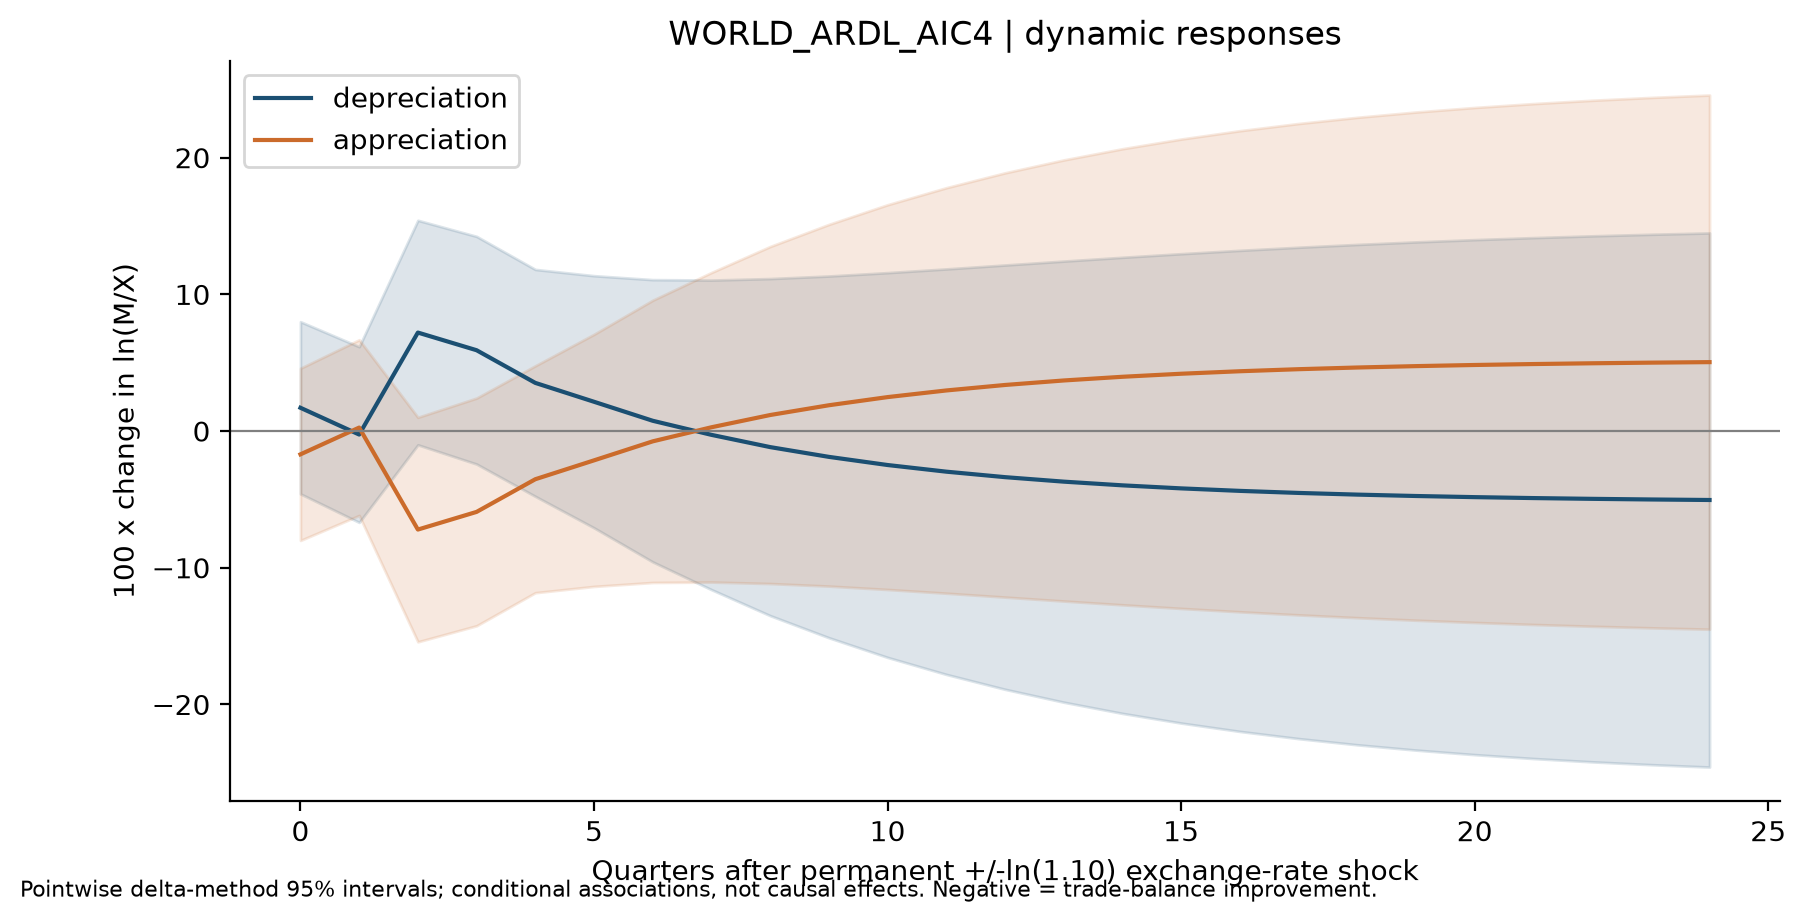 WORLD_ARDL_AIC4 | dynamic responses
depreciation
appreciation
100 x change in ln(M/X)
20
10
0
−10
−20
0 5 10 15 20 25
Quarters after permanent +/-ln(1.10) exchange-rate shock
Pointwise delta-method 95% intervals; conditional associations, not causal effects. Negative = trade-balance improvement.